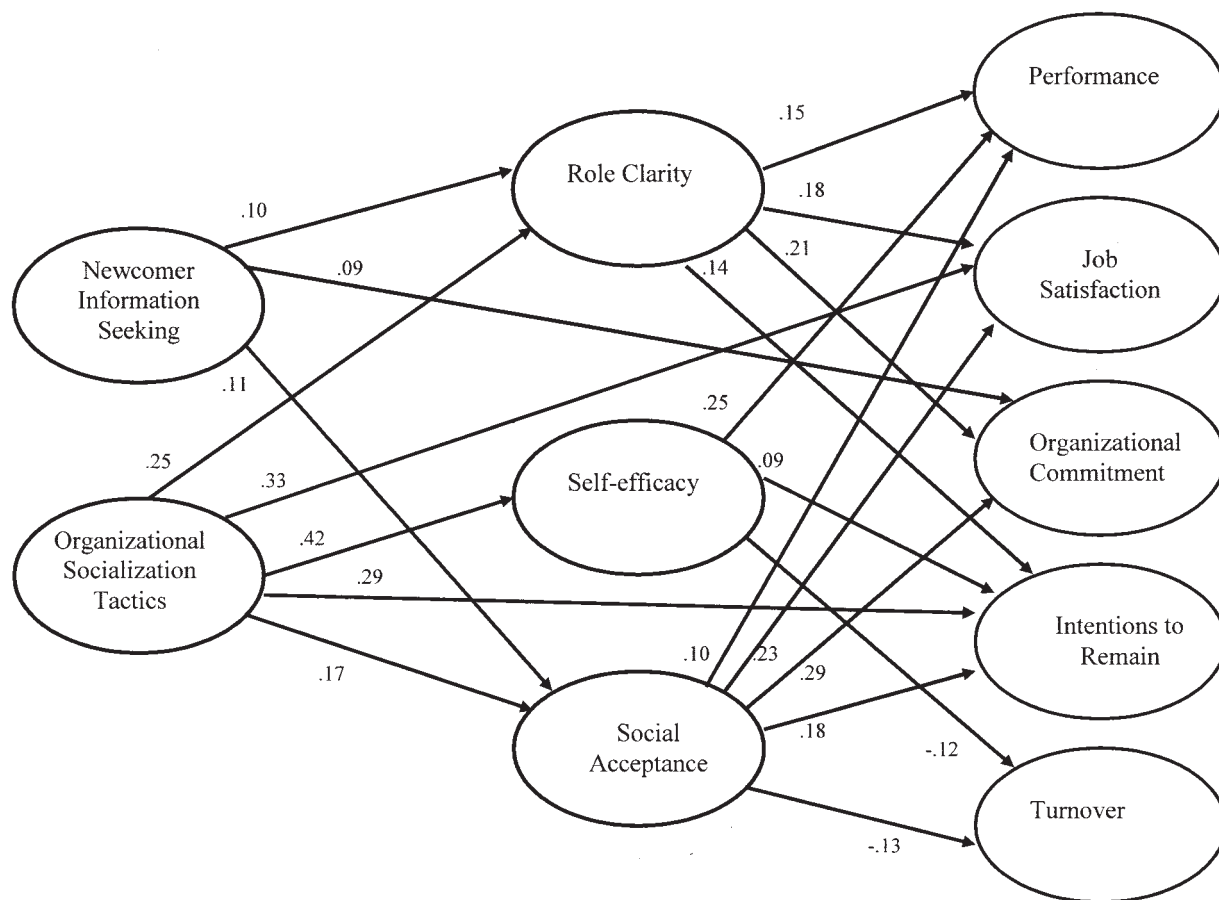 Performance
.15
Role Clarity
.10
.18
.21
.14
Newcomer
Information
Seeking
.09
Job
Satisfaction
.11
.25
.25
.33
.09
Self-efficacy
Organizational
Commitment
.42
Organizational
Socialization
Tactics
.29
.17
.10
.23
.29
Intentions to
Remain
.18
Social
Acceptance
-.12
Turnover
-.13